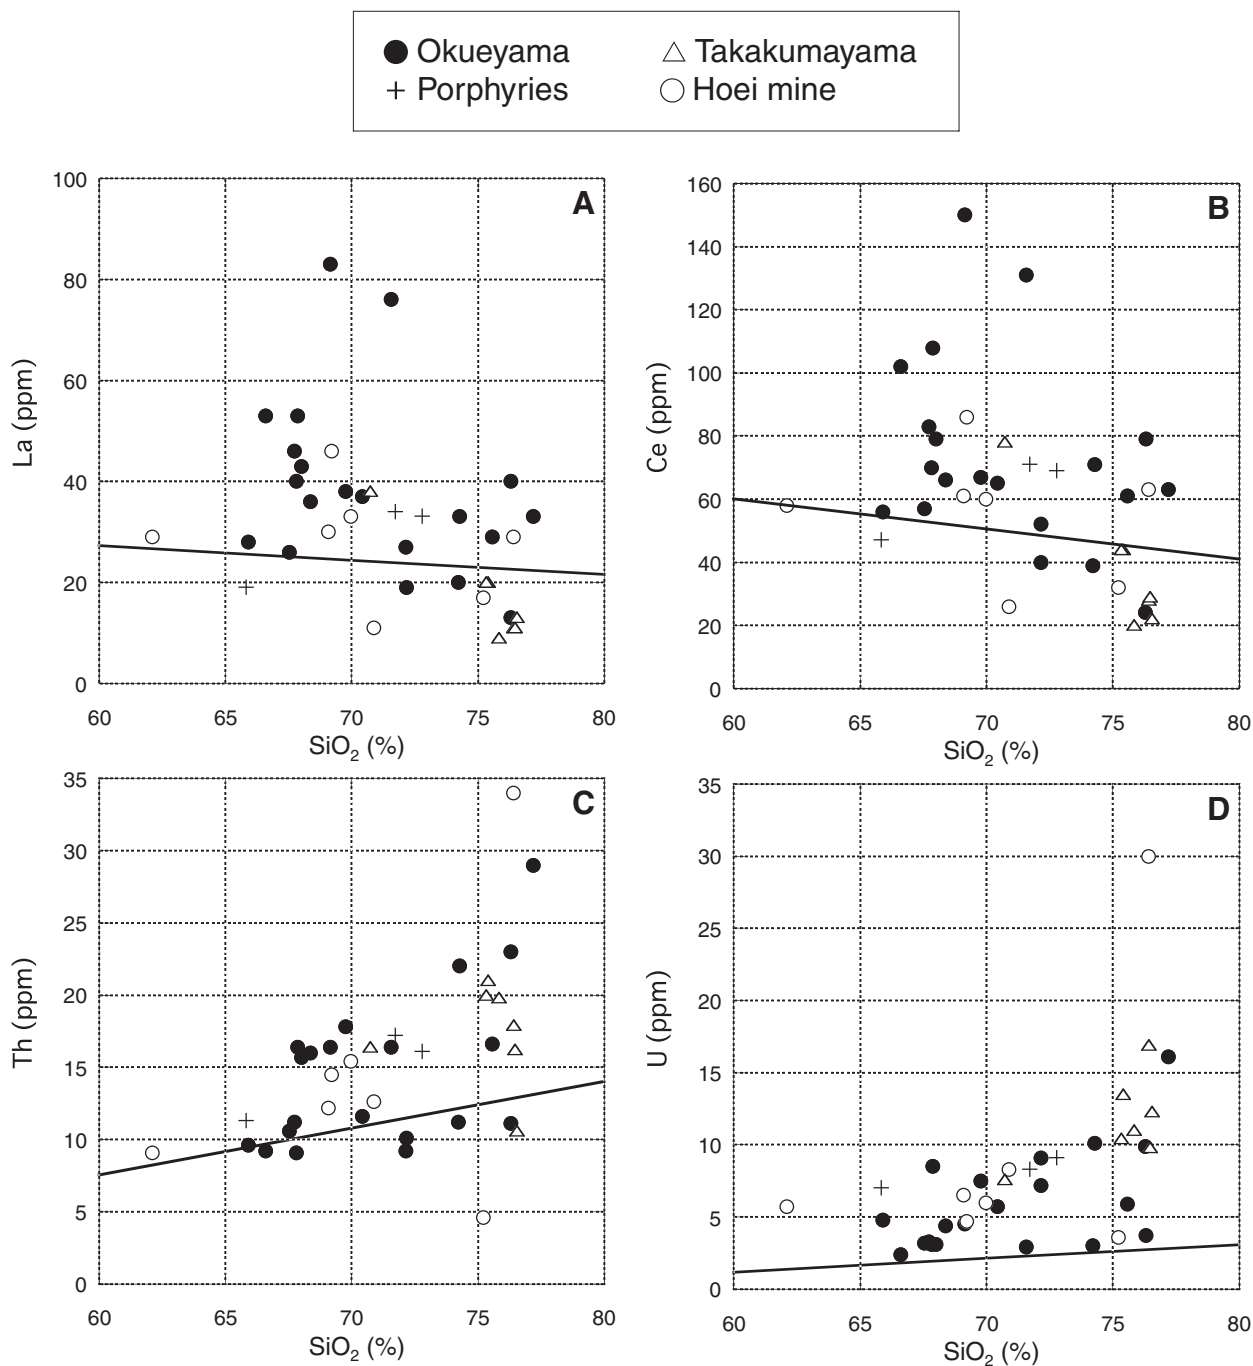 Okueyama Takakumayama
Porphyries Hoei mine
A
100
80
60
40
20
0
La (ppm)
60 65 70 75 80
SiO₂ (%)
B
160
140
120
100
80
60
40
20
0
Ce (ppm)
60 65 70 75 80
SiO₂ (%)
C
35
30
25
20
15
10
5
0
Th (ppm)
60 65 70 75 80
SiO₂ (%)
D
35
30
25
20
15
10
5
0
U (ppm)
60 65 70 75 80
SiO₂ (%)